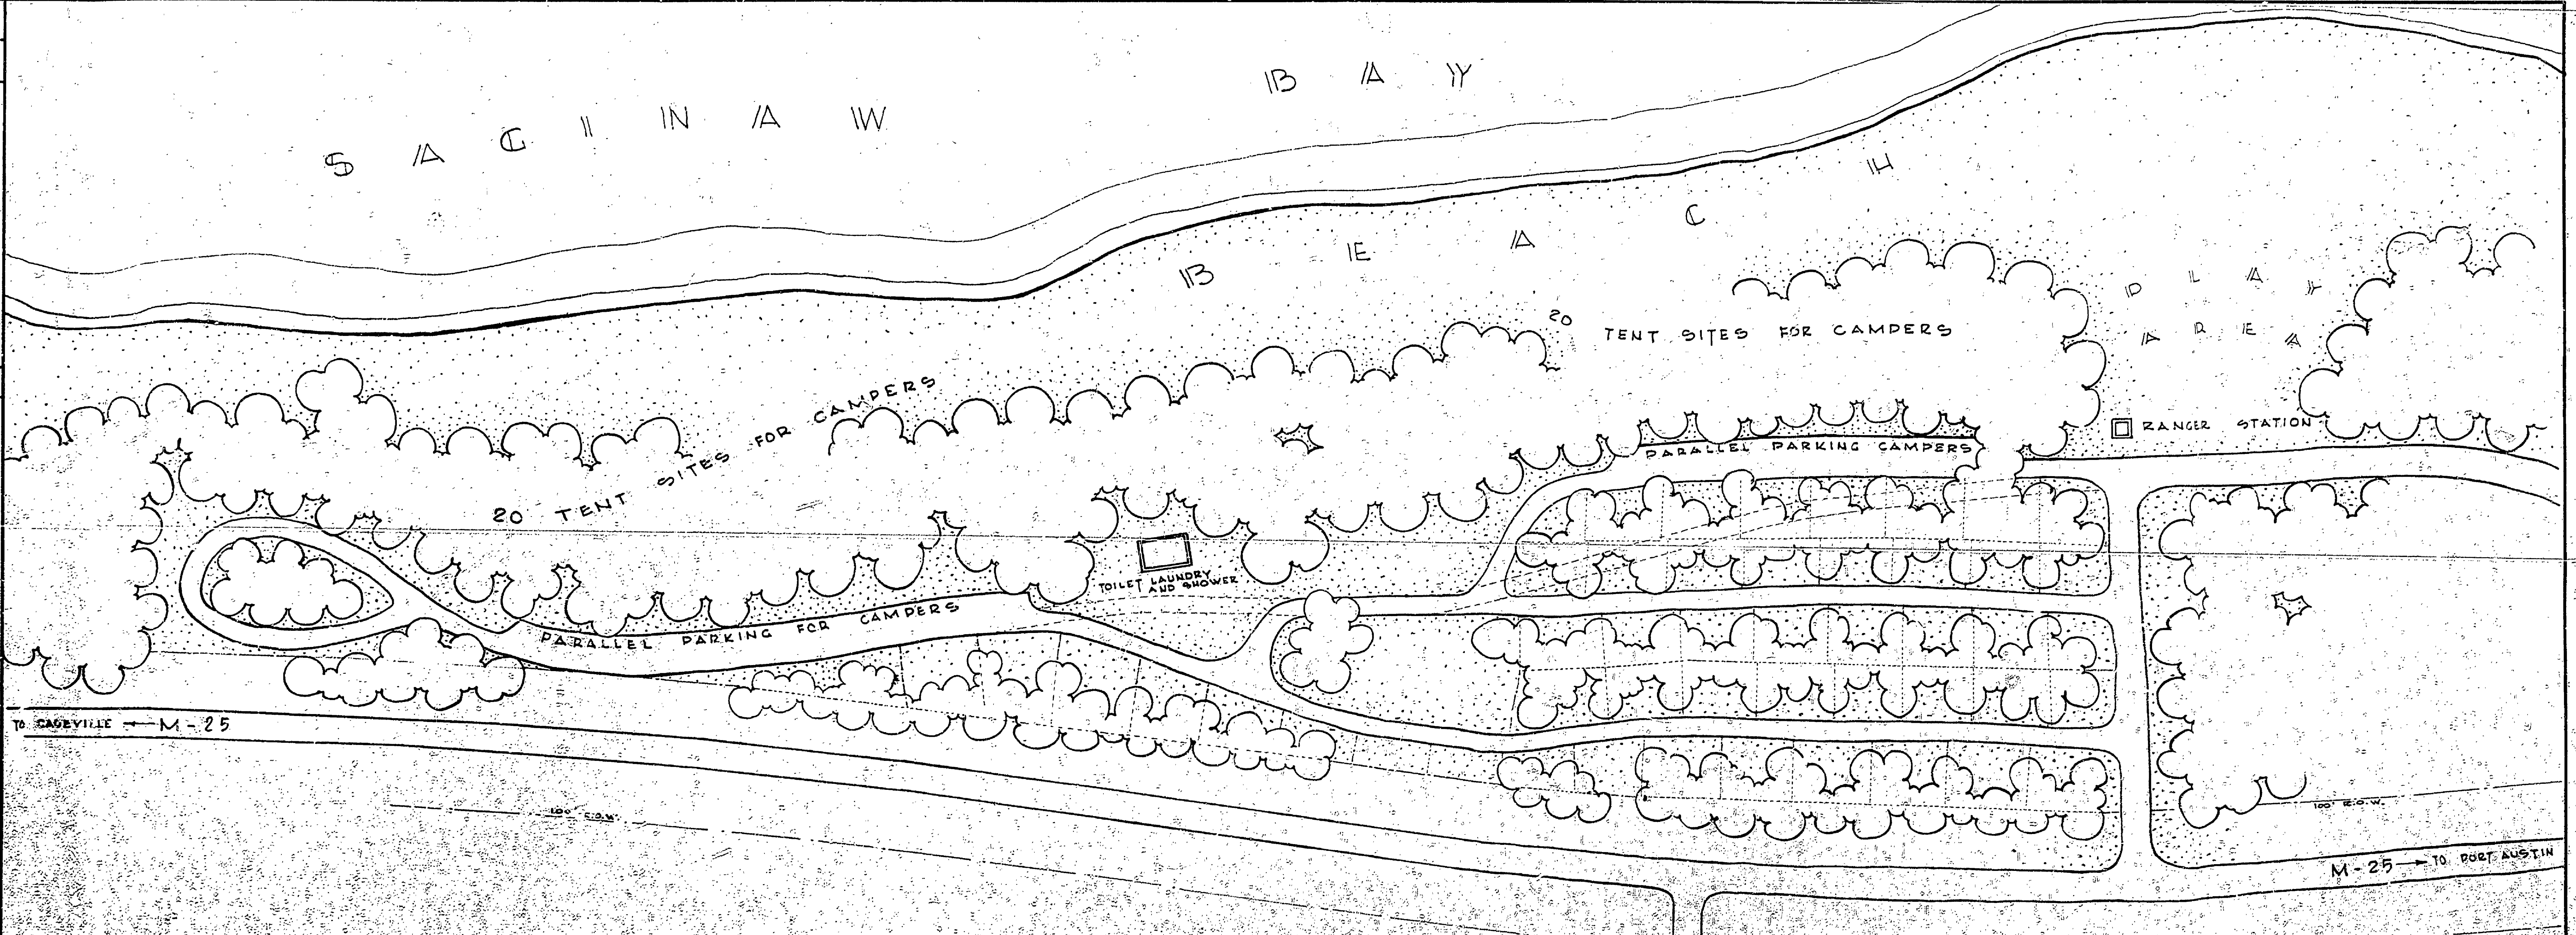 SAGINAW BAY
BEACH
PLAY
AREA
20 TENT SITES FOR CAMPERS
20 TENT SITES FOR CAMPERS
RANGER STATION
PARALLEL PARKING CAMPERS
TOILET LAUNDRY
AND SHOWER
PARALLEL PARKING FOR CAMPERS
TO CASEVILLE ← M-25
100' R.O.W.
100' R.O.W.
M-25 → TO PORT AUSTIN